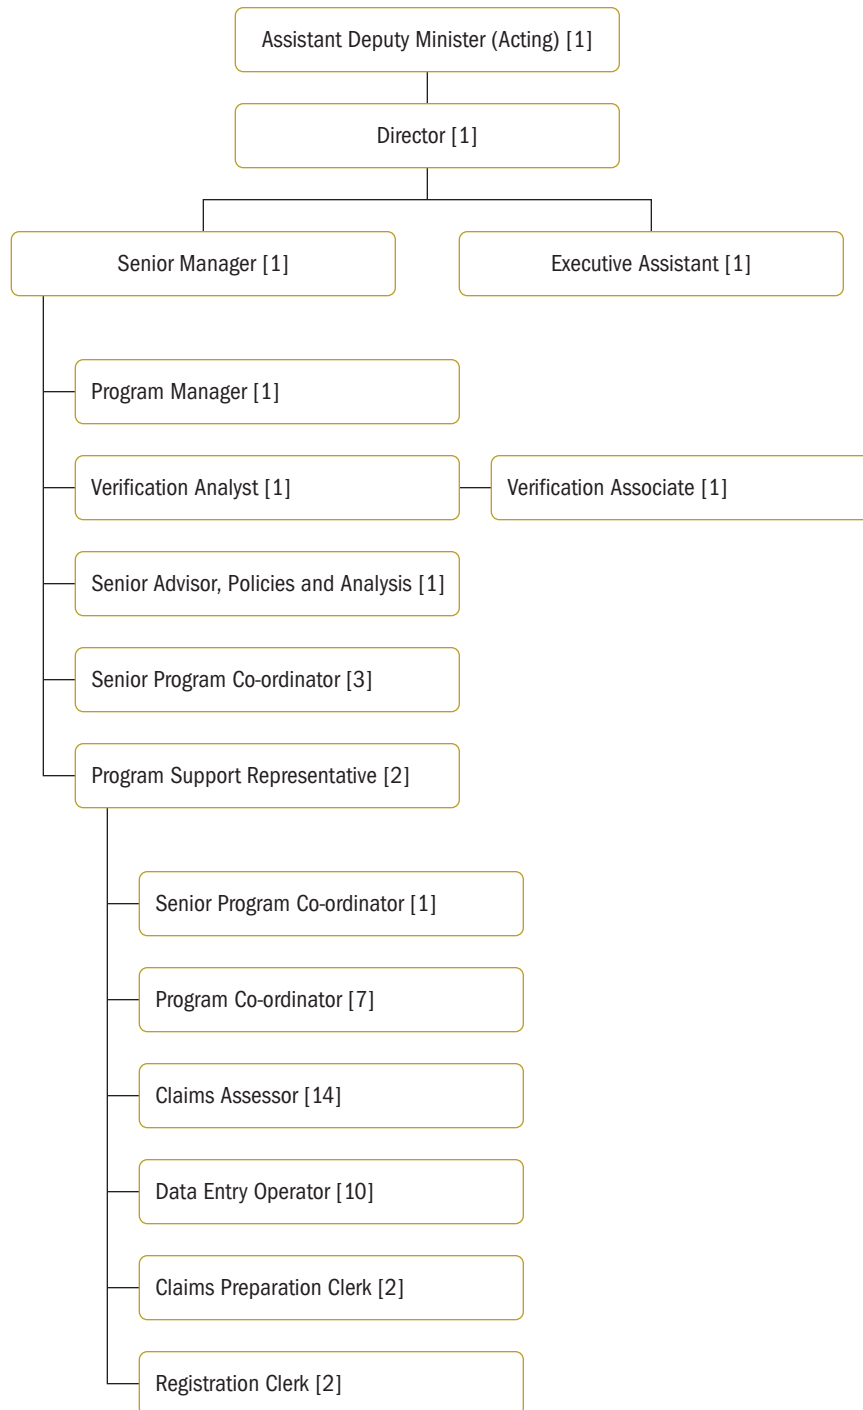 Assistant Deputy Minister (Acting) [1]
Director [1]
Senior Manager [1]
Executive Assistant [1]
Program Manager [1]
Verification Analyst [1]
Verification Associate [1]
Senior Advisor, Policies and Analysis [1]
Senior Program Co-ordinator [3]
Program Support Representative [2]
Senior Program Co-ordinator [1]
Program Co-ordinator [7]
Claims Assessor [14]
Data Entry Operator [10]
Claims Preparation Clerk [2]
Registration Clerk [2]